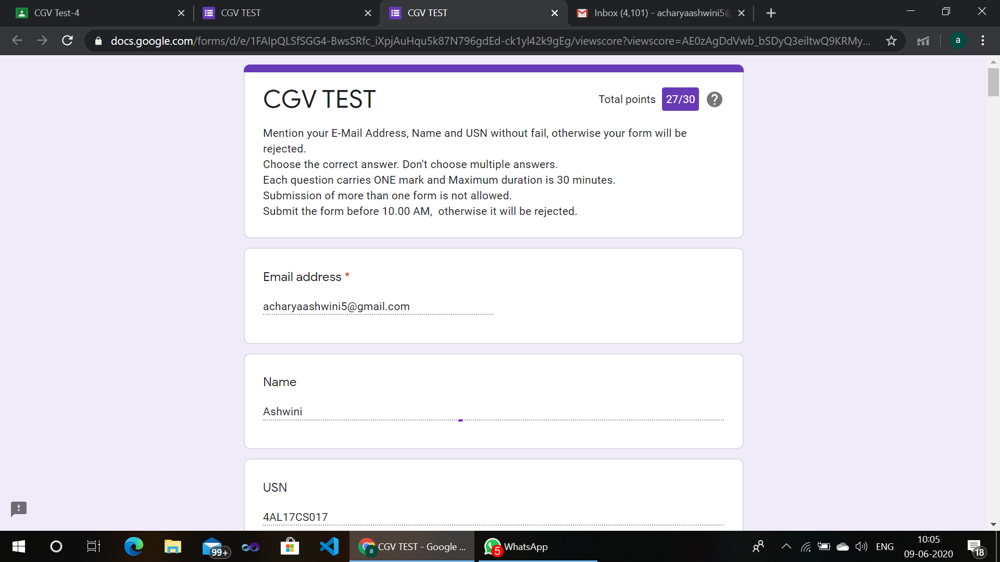 CGV Test-4
CGV TEST
CGV TEST
Inbox (4,101) - acharyaashwini5@
docs.google.com/forms/d/e/1FAIpQLSfSGG4-BwsSRfc_iXpjAuHqu5k87N796gdEd-ck1yl42k9gEg/viewscore?viewscore=AE0zAgDdVwb_bSDyQ3eiltwQ9KRMy...
a
CGV TEST
Total points 27/30
Mention your E-Mail Address, Name and USN without fail, otherwise your form will be
rejected.
Choose the correct answer. Don't choose multiple answers.
Each question carries ONE mark and Maximum duration is 30 minutes.
Submission of more than one form is not allowed.
Submit the form before 10.00 AM,  otherwise it will be rejected.
Email address *
acharyaashwini5@gmail.com
Name
Ashwini
USN
4AL17CS017
99+
a
CGV TEST - Google ...
5
WhatsApp
ENG
10:05
09-06-2020
18